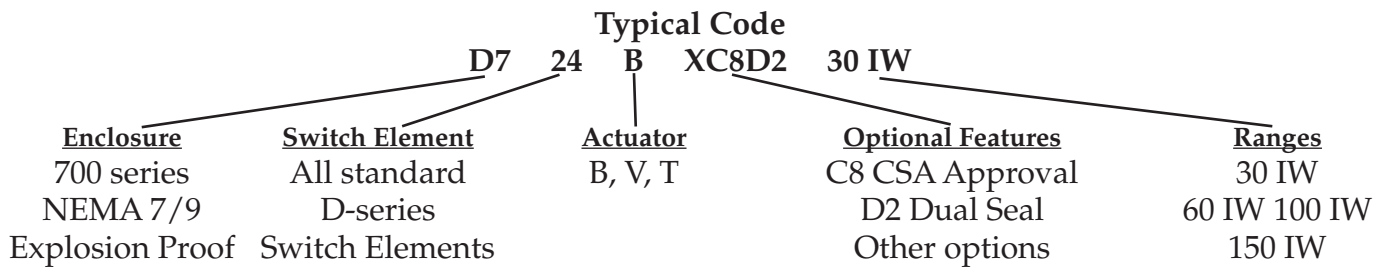 Typical Code
D7 24 B XC8D2 30 IW
Enclosure Switch Element Actuator Optional Features Ranges
700 series All standard B, V, T C8 CSA Approval 30 IW
NEMA 7/9 D-series D2 Dual Seal 60 IW 100 IW
Explosion Proof Switch Elements Other options 150 IW